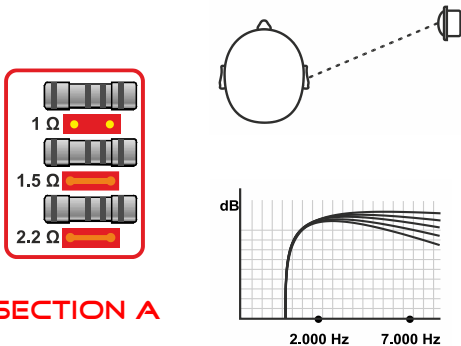 1 Ω
1.5 Ω
2.2 Ω
SECTION A
dB
2.000 Hz
7.000 Hz